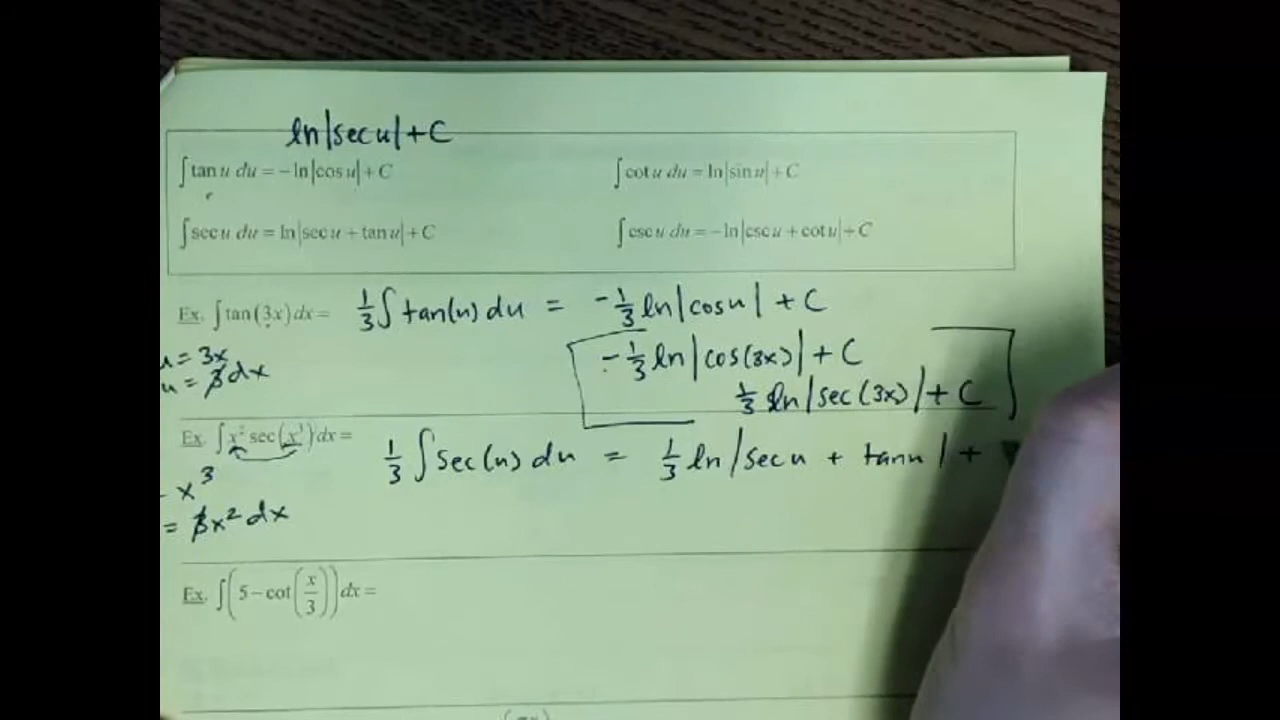 ln|sec u| + C
∫tan u du = −ln|cos u| + C
∫cot u du = ln|sin u| + C
∫sec u du = ln|sec u + tan u| + C
∫csc u du = −ln|csc u + cot u| + C
Ex. ∫tan(3x)dx = 1/3 ∫ tan(u) du = -1/3 ln|cos u| + C
u = 3x
u = 3dx
-1/3 ln|cos(3x)| + C
1/3 ln|sec(3x)| + C
Ex. ∫x² sec(x³)dx = 1/3 ∫ sec(u) du = 1/3 ln|sec u + tan u| +
x³
= 3x² dx
Ex. ∫(5 − cot(x/3))dx =